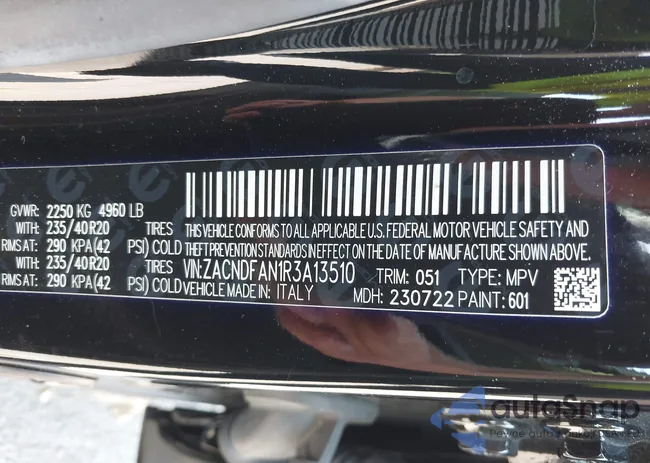 GVWR: 2250 KG 4960 LB
WITH 235/40R20 TIRES THIS VEHICLE CONFORMS TO ALL APPLICABLE U.S. FEDERAL MOTOR VEHICLE SAFETY AND
RIMS AT: 290 KPA(42 PSI) COLD THEFT PREVENTION STANDARDS IN EFFECT ON THE DATE OF MANUFACTURE SHOWN ABOVE.
WITH 235/40R20 TIRES VIN:ZACNDFAN1R3A13510 TRIM: 051 TYPE: MPV
RIMS AT: 290 KPA(42 PSI) COLD VEHICLE MADE IN: ITALY MDH: 230722 PAINT: 601
autoSnap
Pewne auto